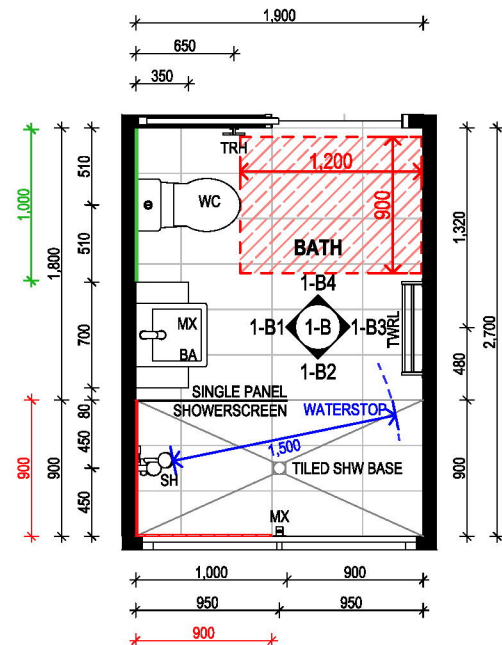 1,900
650
350
TRH
1,200
900
WC
BATH
1-B4
1-B1
1-B
1-B3
1-B2
TWRL
MX
BA
SINGLE PANEL
SHOWERSCREEN
WATERSTOP
1,500
SH
TILED SHW BASE
MX
1,000
1,800
510
510
700
80
900
900
450
450
1,320
480
900
2,700
1,000
900
950
950
900